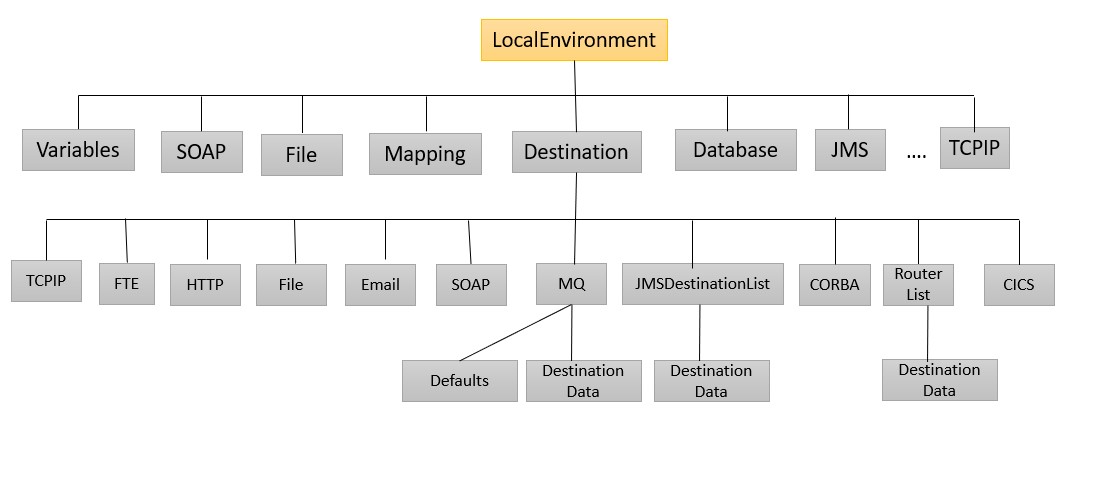 LocalEnvironment
Variables
SOAP
File
Mapping
Destination
Database
JMS
....
TCPIP
TCPIP
FTE
HTTP
File
Email
SOAP
MQ
JMSDestinationList
CORBA
Router
List
CICS
Defaults
Destination
Data
Destination
Data
Destination
Data